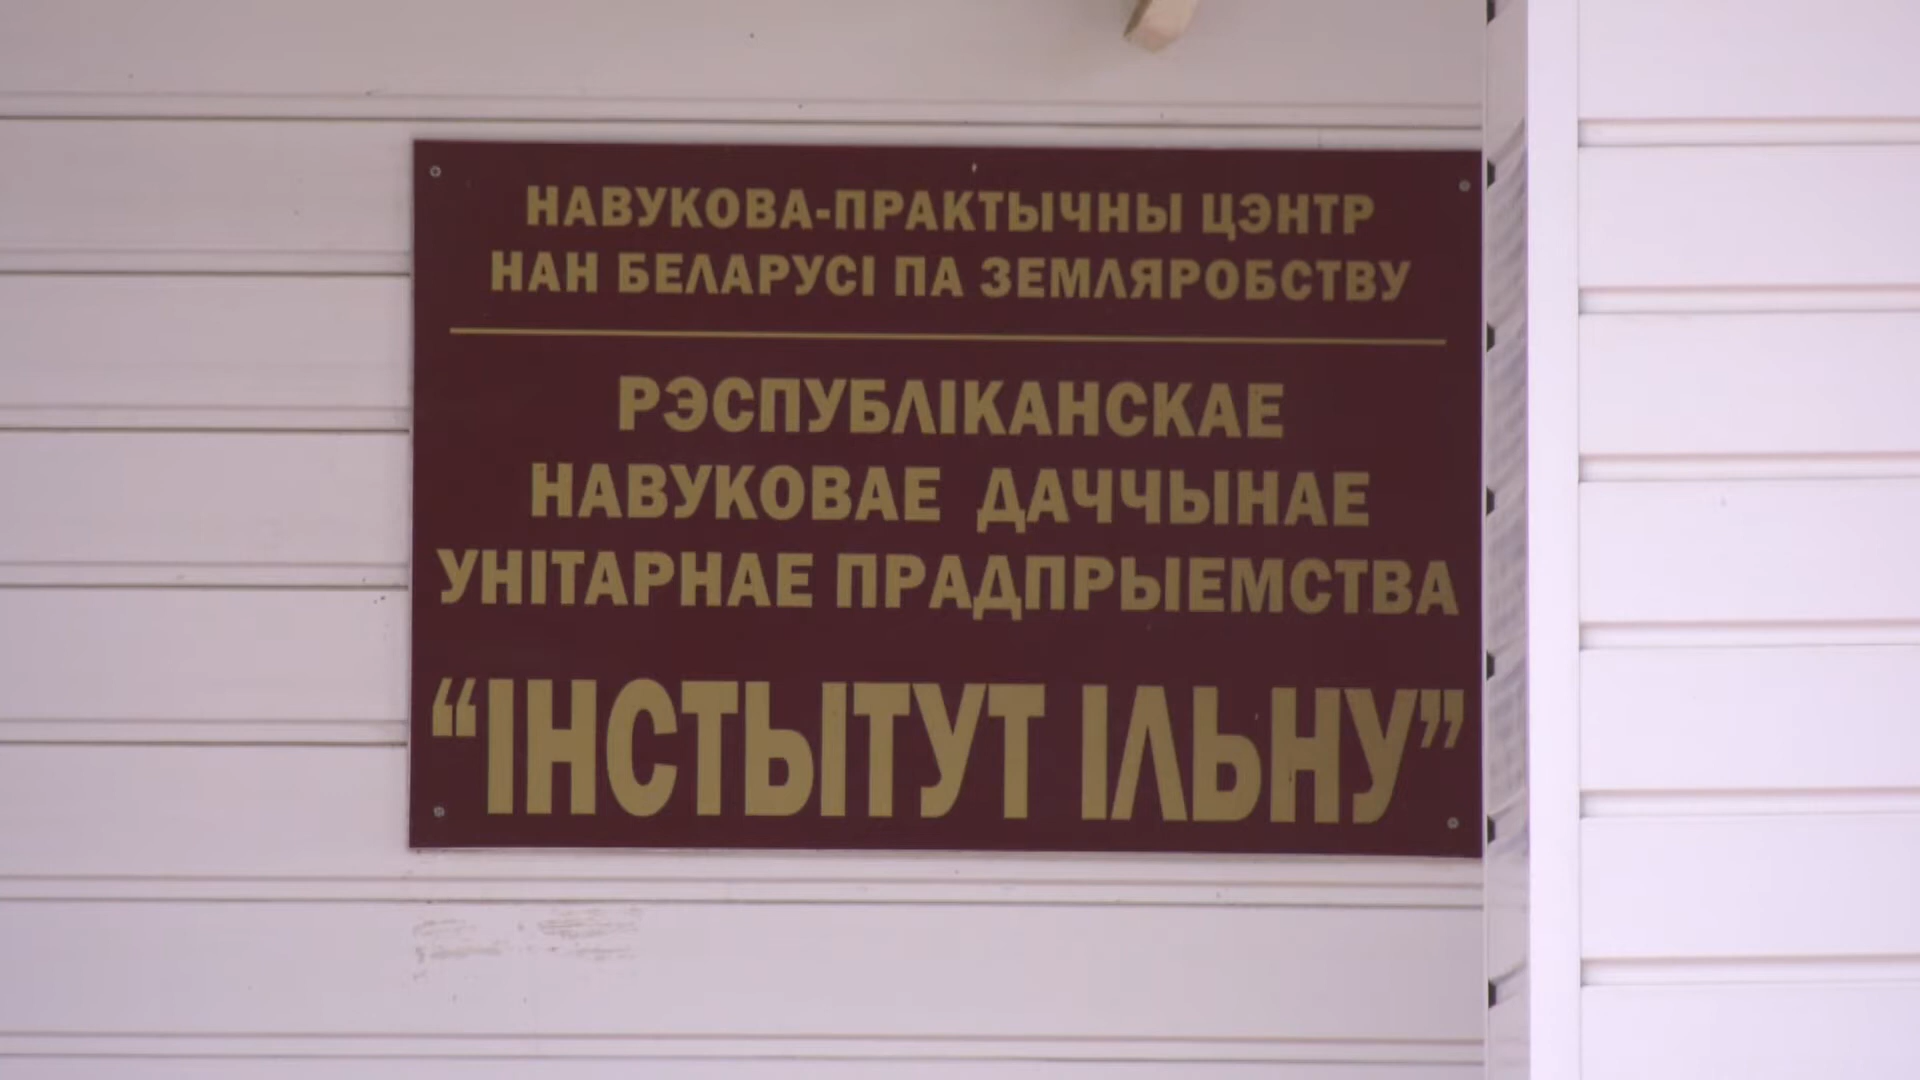 НАВУКОВА-ПРАКТЫЧНЫ ЦЭНТР
НАН БЕЛАРУСІ ПА ЗЕМЛЯРОБСТВУ
РЭСПУБЛІКАНСКАЕ
НАВУКОВАЕ ДАЧЧЫНАЕ
УНІТАРНАЕ ПРАДПРЫЕМСТВА
“ІНСТЫТУТ ІЛЬНУ”